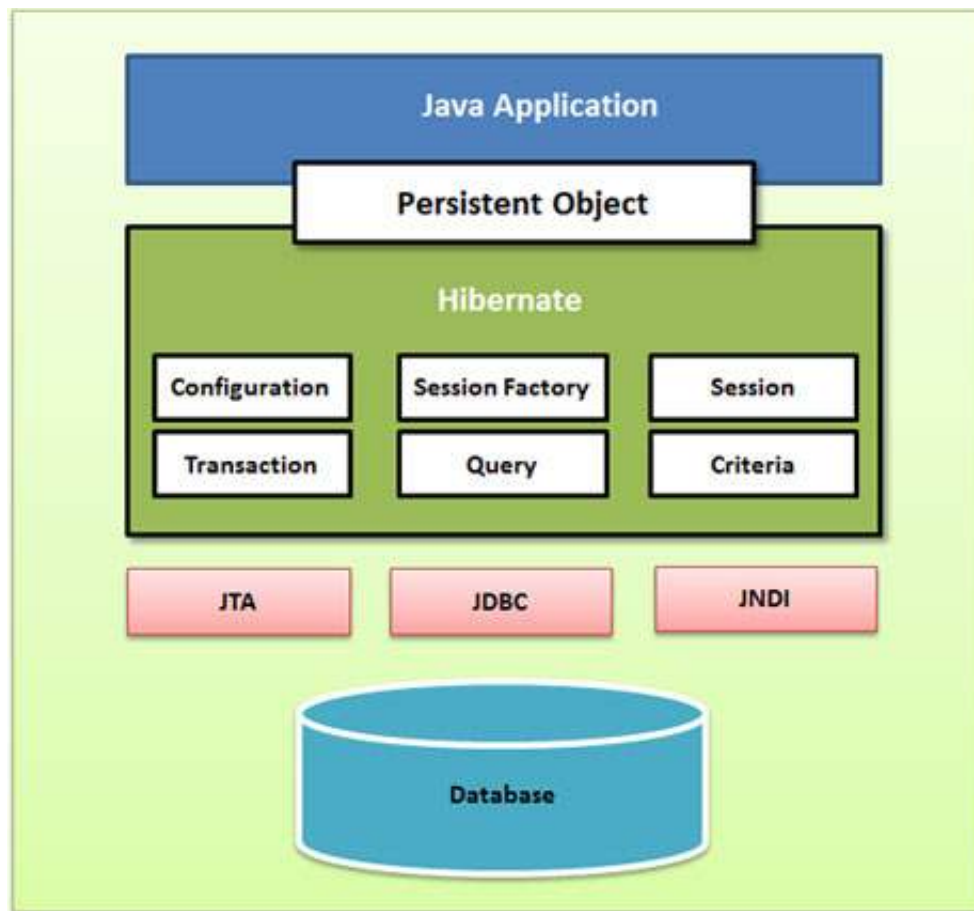 Java Application
Persistent Object
Hibernate
Configuration
Session Factory
Session
Transaction
Query
Criteria
JTA
JDBC
JNDI
Database